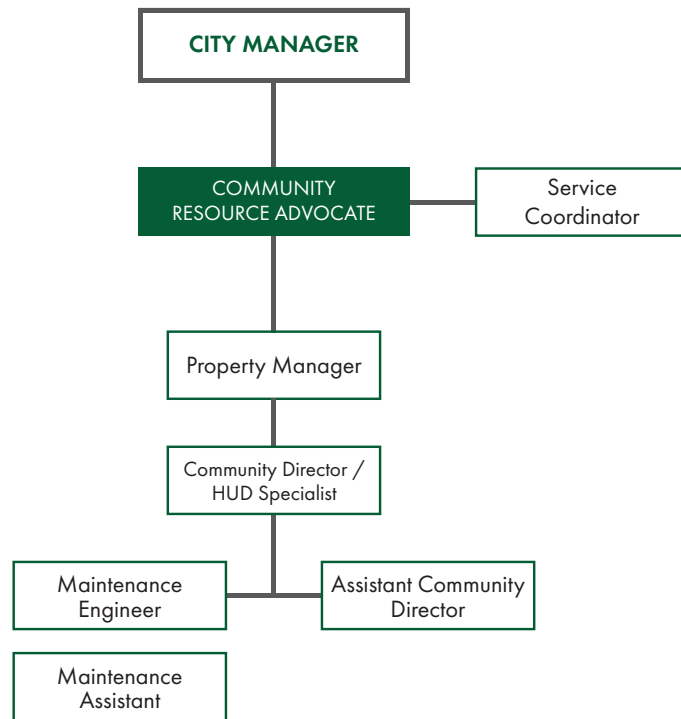 CITY MANAGER
COMMUNITY
RESOURCE ADVOCATE
Service
Coordinator
Property Manager
Community Director /
HUD Specialist
Maintenance
Engineer
Assistant Community
Director
Maintenance
Assistant